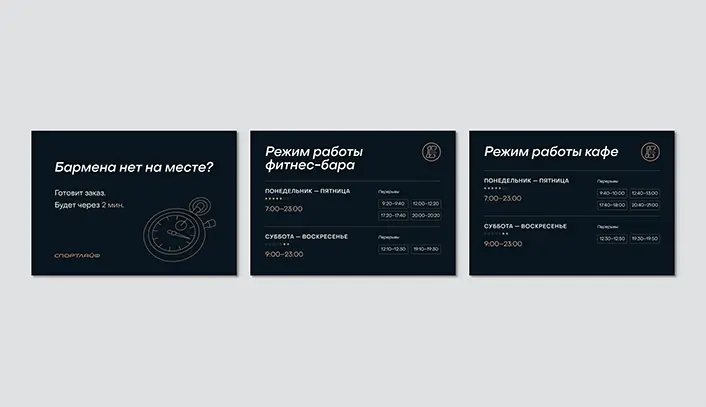 Бармена нет на месте?
Готовит заказ.
Будет через 2 мин.
СПОРТЛАЙФ
Режим работы
фитнес-бара
ПОНЕДЕЛЬНИК — ПЯТНИЦА
7:00–23:00
Перерывы
9:20–9:40 12:00–12:20
17:20–17:40 20:00–20:20
СУББОТА — ВОСКРЕСЕНЬЕ
9:00–23:00
Перерывы
12:10–12:30 19:10–19:30
Режим работы кафе
ПОНЕДЕЛЬНИК — ПЯТНИЦА
7:00–23:00
Перерывы
9:40–10:00 12:40–13:00
17:40–18:00 20:40–21:00
СУББОТА — ВОСКРЕСЕНЬЕ
9:00–23:00
Перерывы
12:30–12:50 19:30–19:50